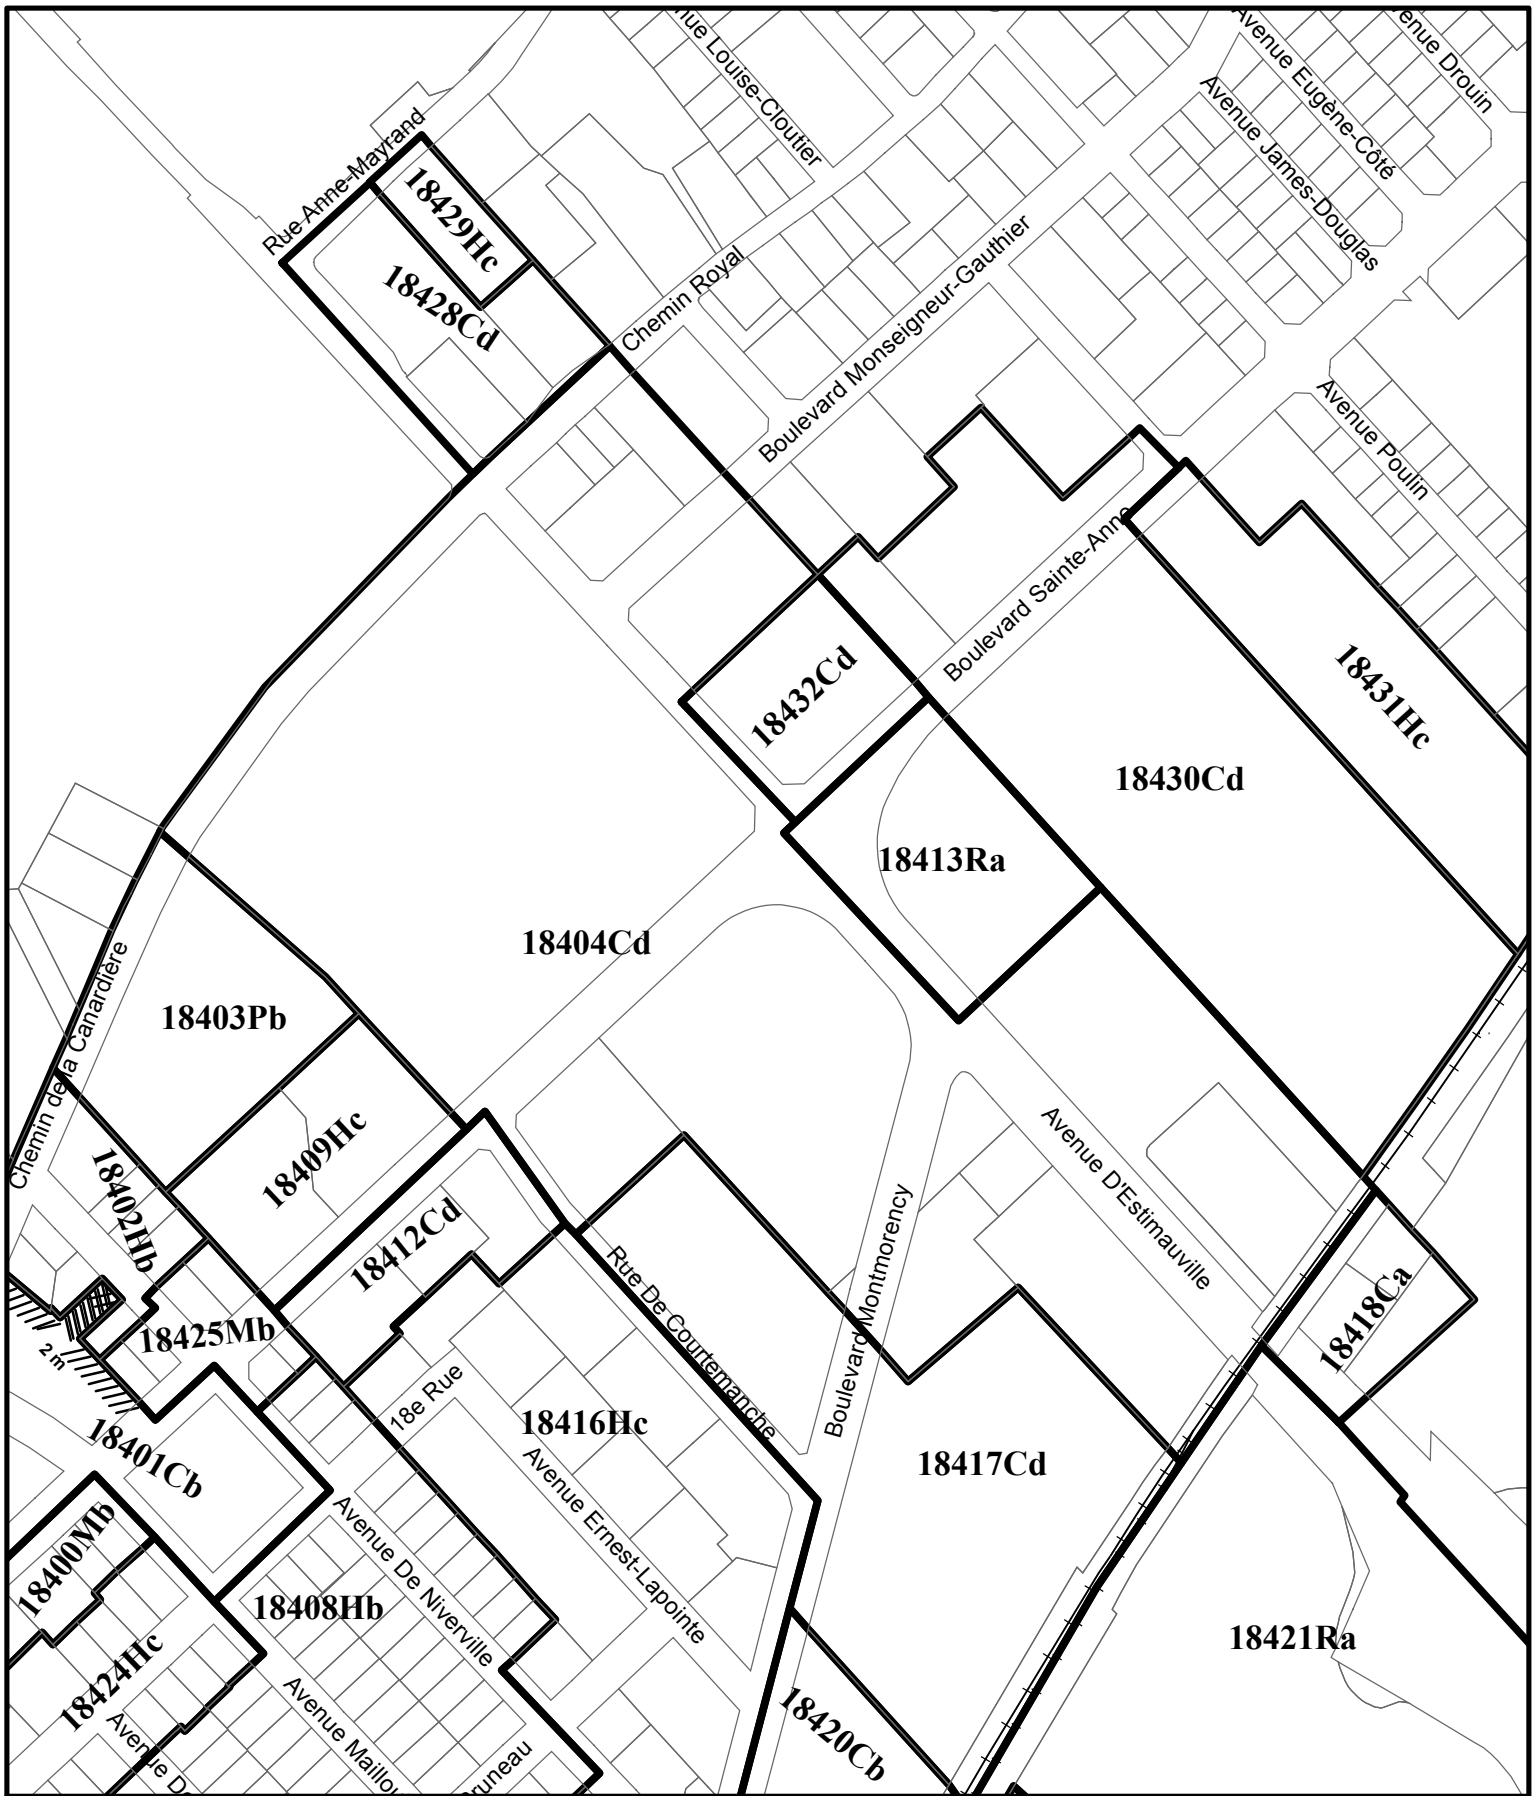 Avenue Louise-Cloutier
Avenue Eugène-Côté
Avenue Drouin
Avenue James-Douglas
Rue Anne-Mayrand
18429Hc
18428Cd
Chemin Royal
Boulevard Monseigneur-Gauthier
Avenue Poulin
Boulevard Sainte-Anne
18432Cd
18431Hc
18430Cd
18413Ra
18404Cd
18403Pb
Chemin de la Canardière
18409Hc
18402Hb
18412Cd
Avenue D'Estimauville
Boulevard Montmorency
Rue De Courtemanche
18418Ca
18425Mb
2 m
18e Rue
18416Hc
18401Cb
18417Cd
Avenue Ernest-Lapointe
Avenue De Niverville
18400Mb
18408Hb
18421Ra
18424Hc
Avenue Maillou
18420Cb
Avenue De
runeau